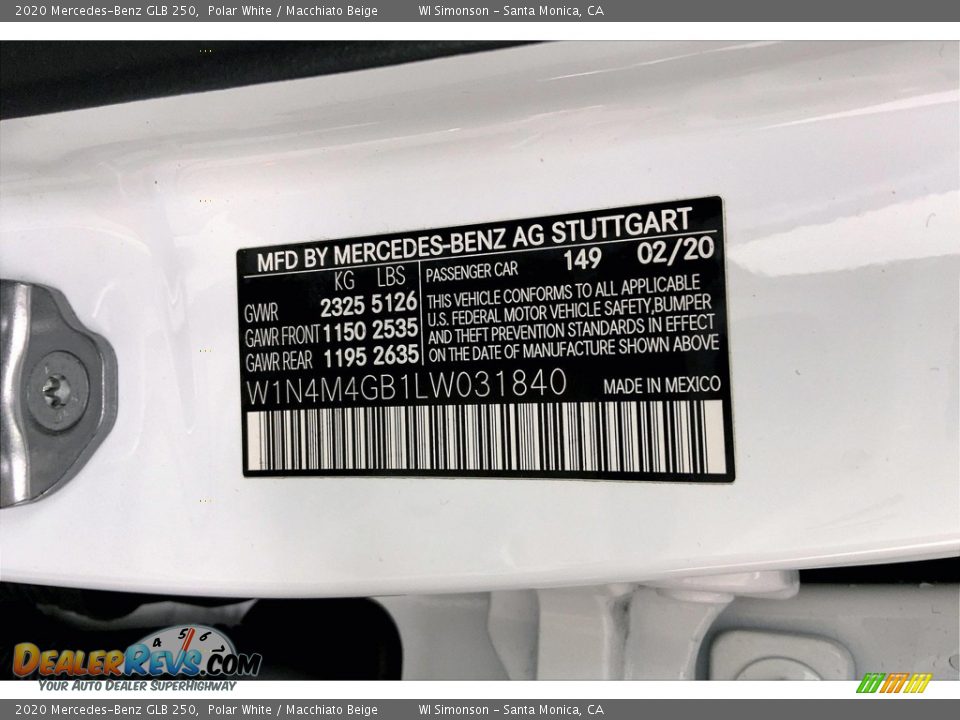 2020 Mercedes-Benz GLB 250,  Polar White / Macchiato Beige    WI Simonson - Santa Monica, CA
MFD BY MERCEDES-BENZ AG STUTTGART
KG LBS PASSENGER CAR 149 02/20
GVWR 2325 5126
GAWR FRONT 1150 2535
GAWR REAR 1195 2635
THIS VEHICLE CONFORMS TO ALL APPLICABLE
U.S. FEDERAL MOTOR VEHICLE SAFETY,BUMPER
AND THEFT PREVENTION STANDARDS IN EFFECT
ON THE DATE OF MANUFACTURE SHOWN ABOVE
W1N4M4GB1LW031840 MADE IN MEXICO
4 5 6
DEALERREVS.COM
YOUR AUTO DEALER SUPERHIGHWAY
2020 Mercedes-Benz GLB 250,  Polar White / Macchiato Beige    WI Simonson - Santa Monica, CA